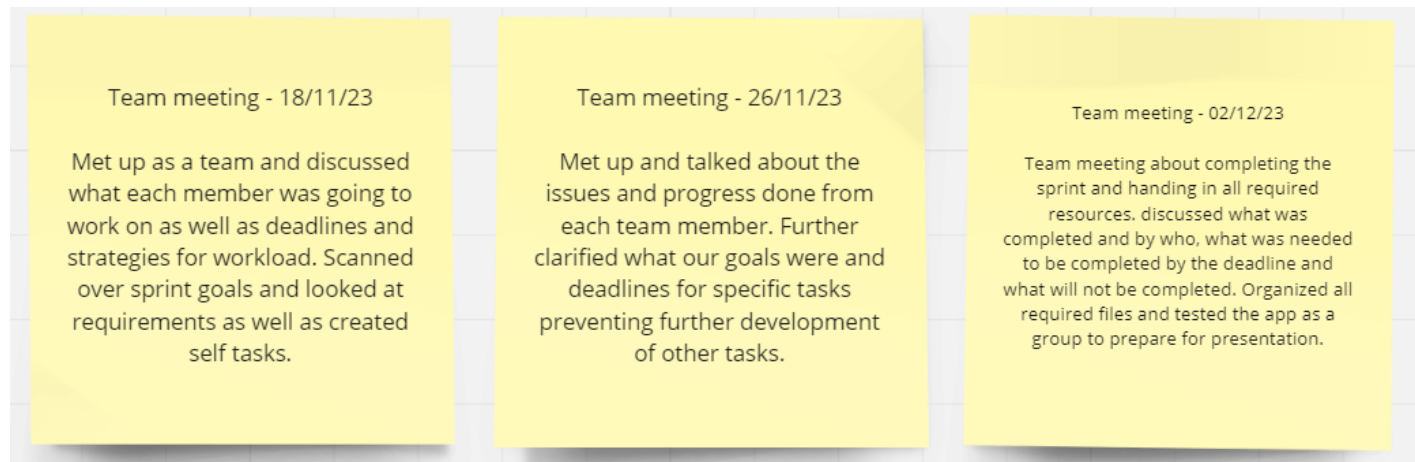 Team meeting - 18/11/23
Met up as a team and discussed
what each member was going to
work on as well as deadlines and
strategies for workload. Scanned
over sprint goals and looked at
requirements as well as created
self tasks.
Team meeting - 26/11/23
Met up and talked about the
issues and progress done from
each team member. Further
clarified what our goals were and
deadlines for specific tasks
preventing further development
of other tasks.
Team meeting - 02/12/23
Team meeting about completing the
sprint and handing in all required
resources. discussed what was
completed and by who, what was needed
to be completed by the deadline and
what will not be completed. Organized all
required files and tested the app as a
group to prepare for presentation.